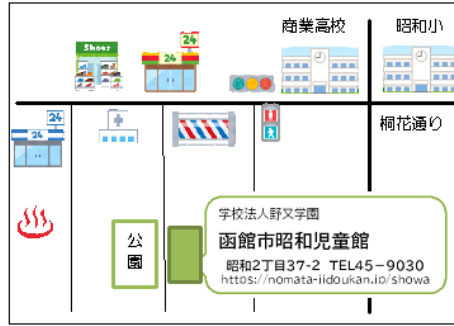 商業高校
昭和小
Shoes
24
24
24
24
桐花通り
公園
学校法人野又学園
函館市昭和児童館
昭和2丁目37-2 TEL45-9030
https://nomata-jidoukan.jp/showa